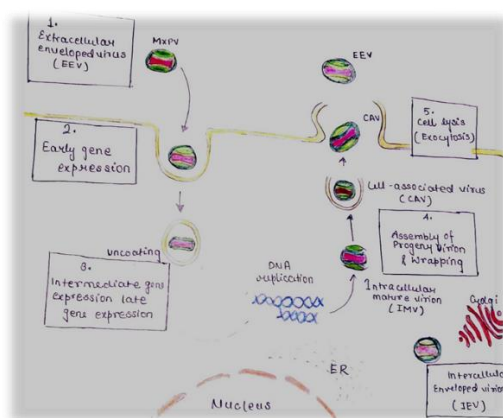 1.
Extracellular
enveloped virus
(EEV)
MxPV
EEV
2.
Early gene
expression
CAV
5.
Cell lysis
(Exocytosis)
Cell-associated virus
(CAV)
uncoating
3.
Intermediate gene
expression late
gene expression
DNA
replication
4.
Assembly of
Progeny virion
& Wrapping
Intracellular
mature virion
(IMV)
Golgi
ER
Nucleus
Intercellular
Enveloped virion
(IEV)